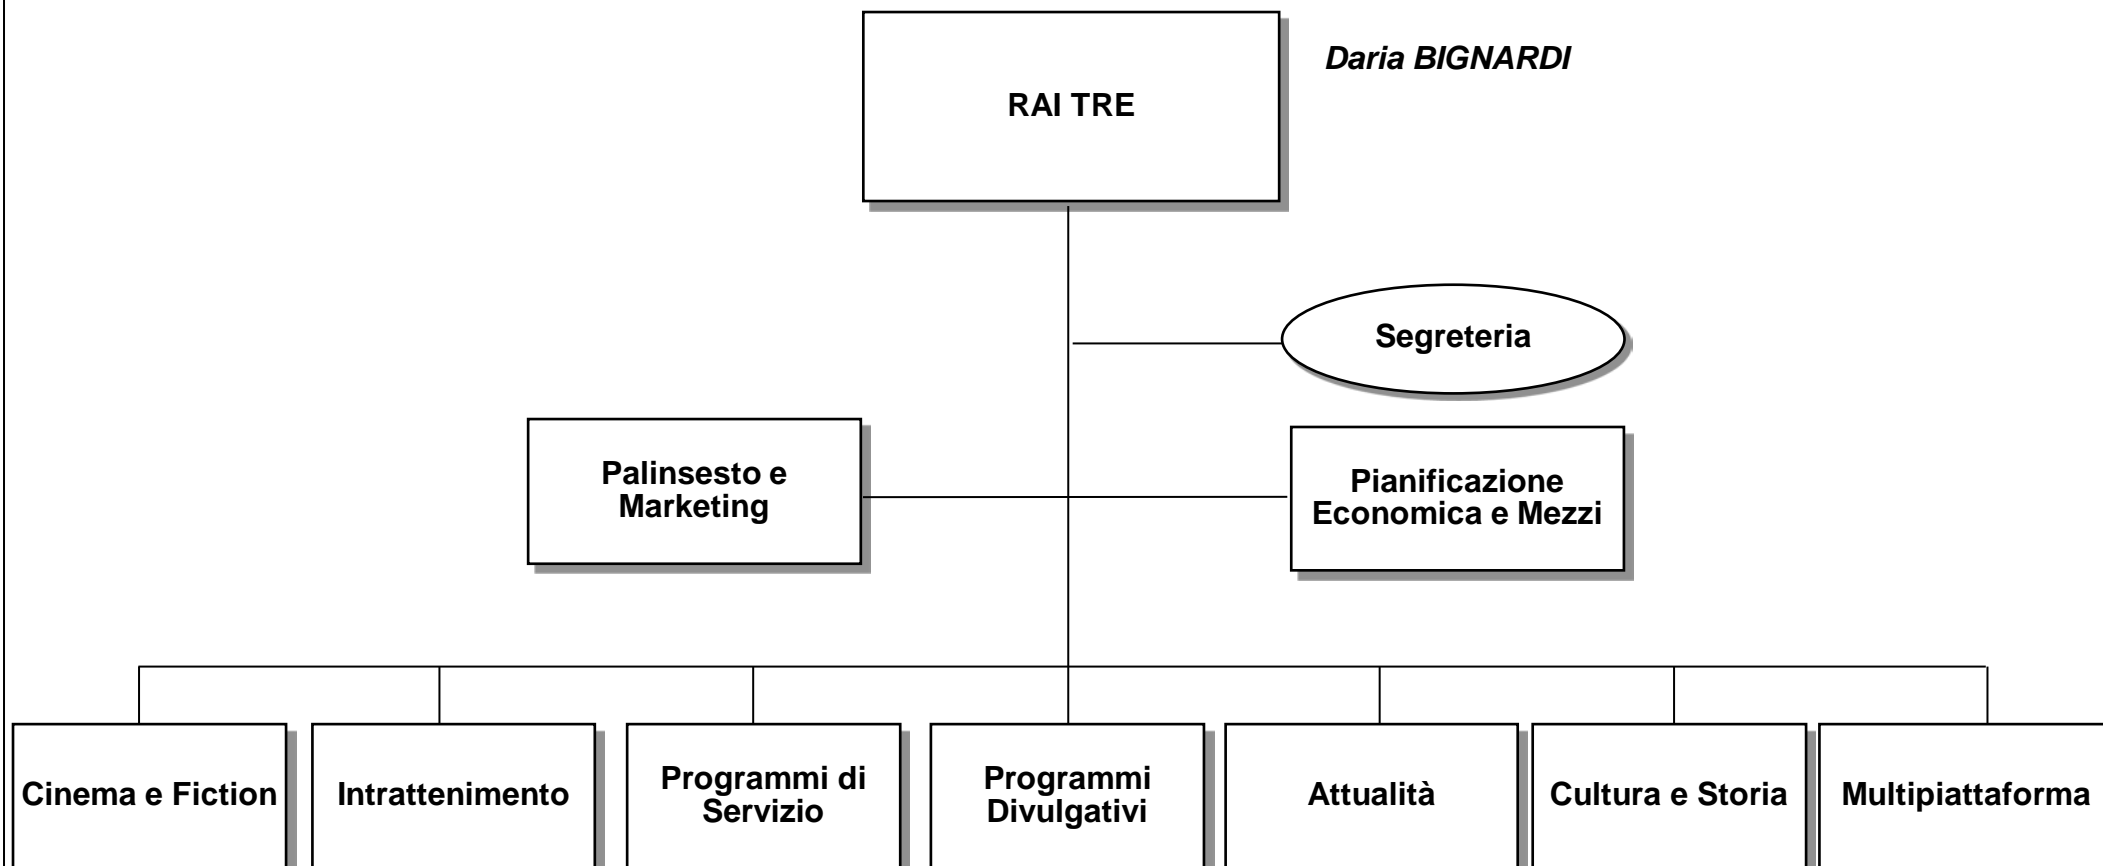 Daria BIGNARDI
RAI TRE
Segreteria
Palinsesto e
Marketing
Pianificazione
Economica e Mezzi
Cinema e Fiction
Intrattenimento
Programmi di
Servizio
Programmi
Divulgativi
Attualità
Cultura e Storia
Multipiattaforma